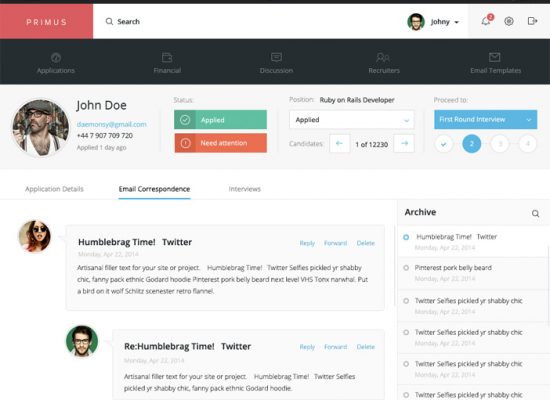 PRIMUS
Search
Johny
2
Applications
Financial
Discussion
Recruiters
Email Templates
John Doe
daemonsy@gmail.com
+44 7 907 709 720
Applied 1 day ago
Status:
Applied
Need attention
Position: Ruby on Rails Developer
Applied
Candidates: 1 of 12230
Proceed to:
First Round Interview
2 3 4
Application Details
Email Correspondence
Interviews
Humblebrag Time! Twitter
Reply Forward Delete
Monday, Apr 22, 2014
Artisanal filler text for your site or project. Humblebrag Time! Twitter Selfies pickled yr shabby
chic, fanny pack ethnic Godard hoodie Pinterest pork belly beard next level VHS Tonx narwhal. Put
a bird on it wolf Schlitz scenester retro flannel.
Re:Humblebrag Time! Twitter
Reply Forward Delete
Monday, Apr 22, 2014
Artisanal filler text for your site or project. Humblebrag Time! Twitter Selfies
pickled yr shabby chic, fanny pack ethnic Godard hoodie.
Archive
Humblebrag Time! Twitter
Monday, Apr 22, 2014
Pinterest pork belly beard
Monday, Apr 22, 2014
Twitter Selfies pickled yr shabby chic
Monday, Apr 22, 2014
Twitter Selfies pickled yr shabby chic
Monday, Apr 22, 2014
Twitter Selfies pickled yr shabby chic
Monday, Apr 22, 2014
Twitter Selfies pickled yr shabby chic